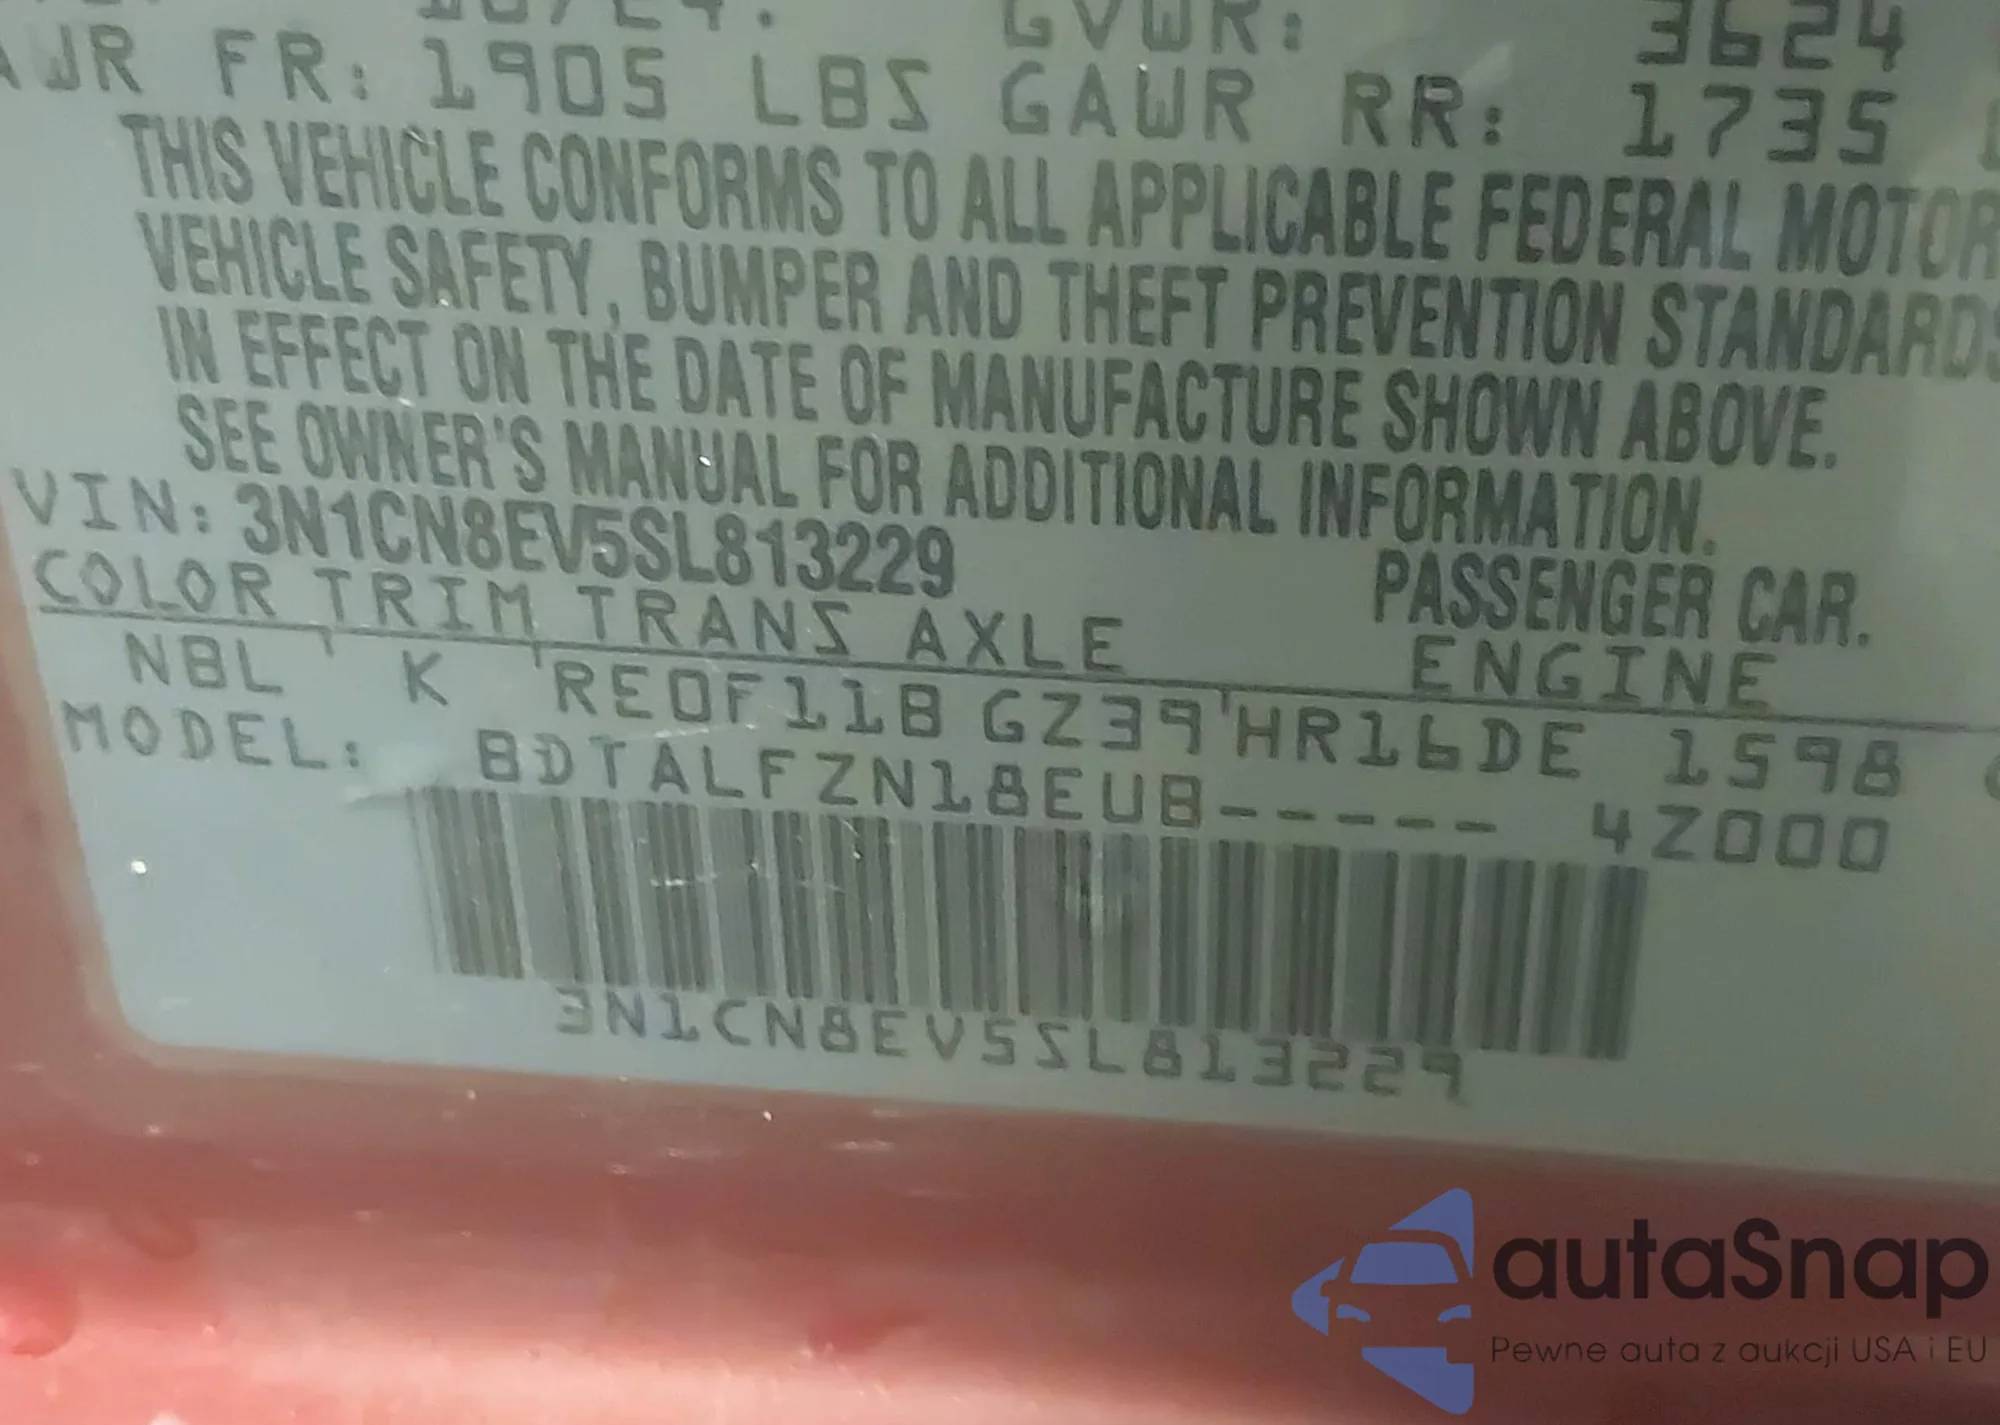 10/24. GVWR: 3624
AWR FR: 1905 LBS GAWR RR: 1735 L
THIS VEHICLE CONFORMS TO ALL APPLICABLE FEDERAL MOTOR
VEHICLE SAFETY, BUMPER AND THEFT PREVENTION STANDARDS
IN EFFECT ON THE DATE OF MANUFACTURE SHOWN ABOVE.
SEE OWNER'S MANUAL FOR ADDITIONAL INFORMATION.
VIN: 3N1CN8EV5SL813229 PASSENGER CAR.
COLOR TRIM TRANS AXLE ENGINE
NBL K RE0F11B GZ39 HR16DE 1598
MODEL: BDTALFZN18EUB----- 4Z000
3N1CN8EV5SL813229
autaSnap
Pewne auta z aukcji USA i EU